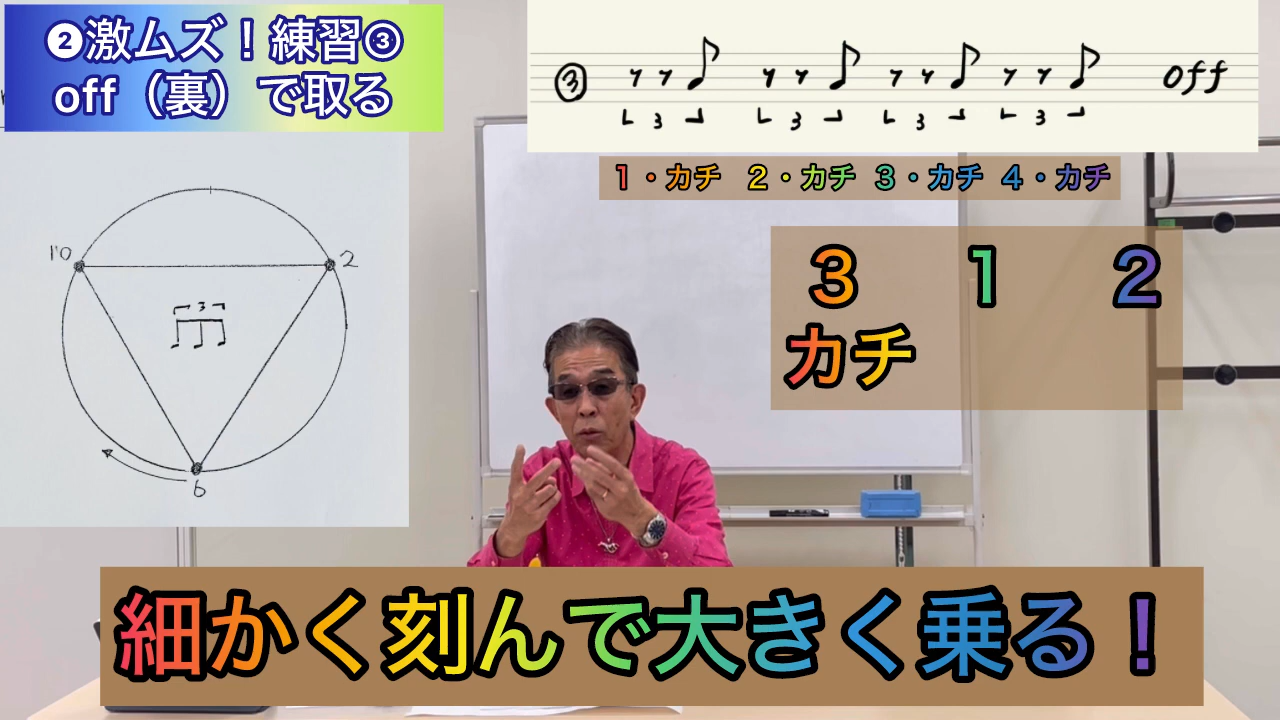 ❷激ムズ！練習③
off（裏）で取る
③ off
3 3 3 3
1・カチ 2・カチ 3・カチ 4・カチ
10 2
3
6
3 1 2
カチ
細かく刻んで大きく乗る！